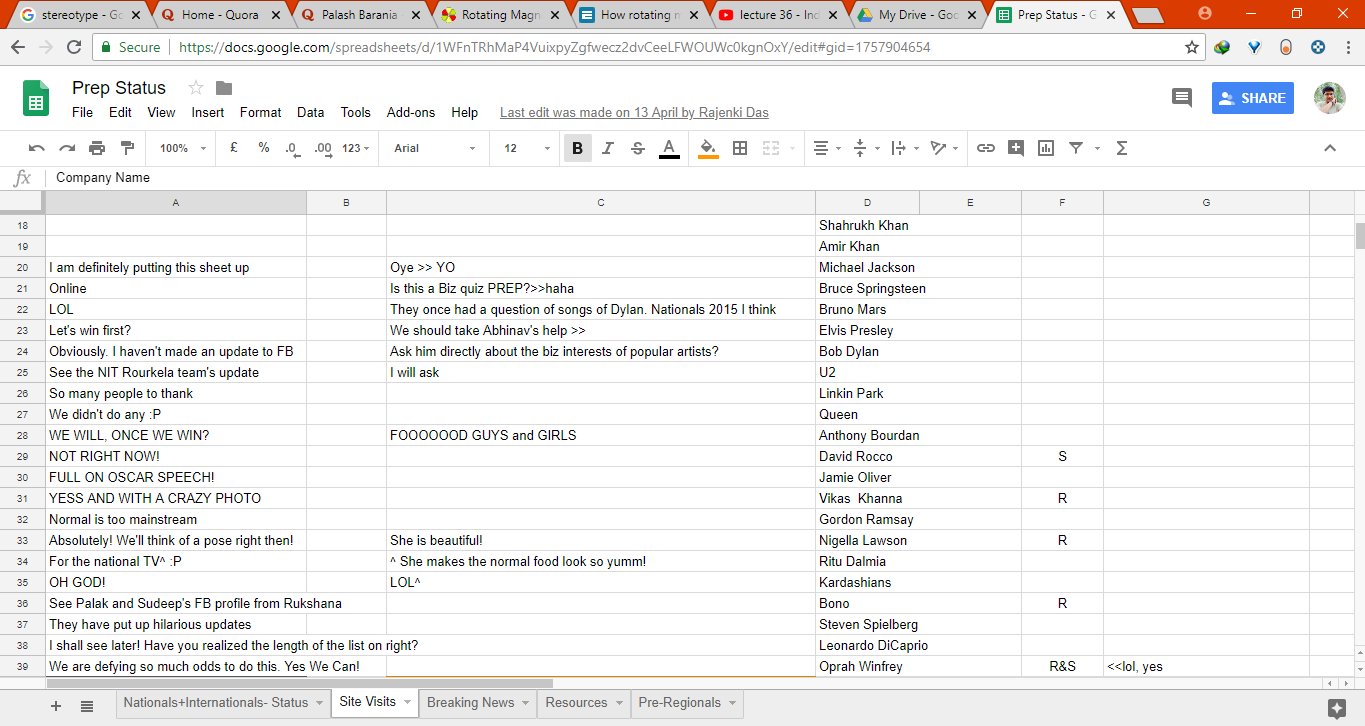 stereotype - Go
Home - Quora
Palash Barania
Rotating Magn
How rotating m
lecture 36 - Ind
My Drive - Goo
Prep Status - G
Secure
https://docs.google.com/spreadsheets/d/1WFnTRhMaP4VuixpyZgfwecz2dvCeeLFWOUWc0kgnOxY/edit#gid=1757904654
Prep Status
File Edit View Insert Format Data Tools Add-ons Help Last edit was made on 13 April by Rajenki Das
SHARE
100% £ % .0 .00 123 Arial 12 B I S A Σ
fx Company Name
A B C D E F G
18 Shahrukh Khan
19 Amir Khan
20 I am definitely putting this sheet up Oye >> YO Michael Jackson
21 Online Is this a Biz quiz PREP?>>haha Bruce Springsteen
22 LOL They once had a question of songs of Dylan. Nationals 2015 I think Bruno Mars
23 Let's win first? We should take Abhinav's help >> Elvis Presley
24 Obviously. I haven't made an update to FB Ask him directly about the biz interests of popular artists? Bob Dylan
25 See the NIT Rourkela team's update I will ask U2
26 So many people to thank Linkin Park
27 We didn't do any :P Queen
28 WE WILL, ONCE WE WIN? FOOOOOOD GUYS and GIRLS Anthony Bourdan
29 NOT RIGHT NOW! David Rocco S
30 FULL ON OSCAR SPEECH! Jamie Oliver
31 YESS AND WITH A CRAZY PHOTO Vikas Khanna R
32 Normal is too mainstream Gordon Ramsay
33 Absolutely! We'll think of a pose right then! She is beautiful! Nigella Lawson R
34 For the national TV^ :P ^ She makes the normal food look so yumm! Ritu Dalmia
35 OH GOD! LOL^ Kardashians
36 See Palak and Sudeep's FB profile from Rukshana Bono R
37 They have put up hilarious updates Steven Spielberg
38 I shall see later! Have you realized the length of the list on right? Leonardo DiCaprio
39 We are defying so much odds to do this. Yes We Can! Oprah Winfrey R&S <<lol, yes
Nationals+Internationals- Status Site Visits Breaking News Resources Pre-Regionals